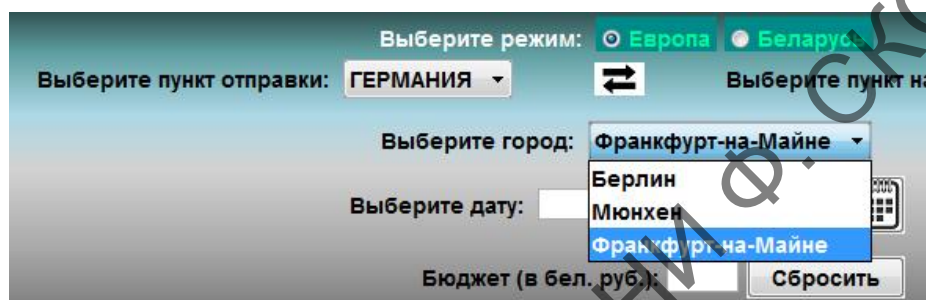 Выберите режим: Европа Беларусь
Выберите пункт отправки: ГЕРМАНИЯ Выберите пункт
Выберите город: Франкфурт-на-Майне
Берлин
Выберите дату:
Мюнхен
Франкфурт-на-Майне
Бюджет (в бел. руб.): Сбросить